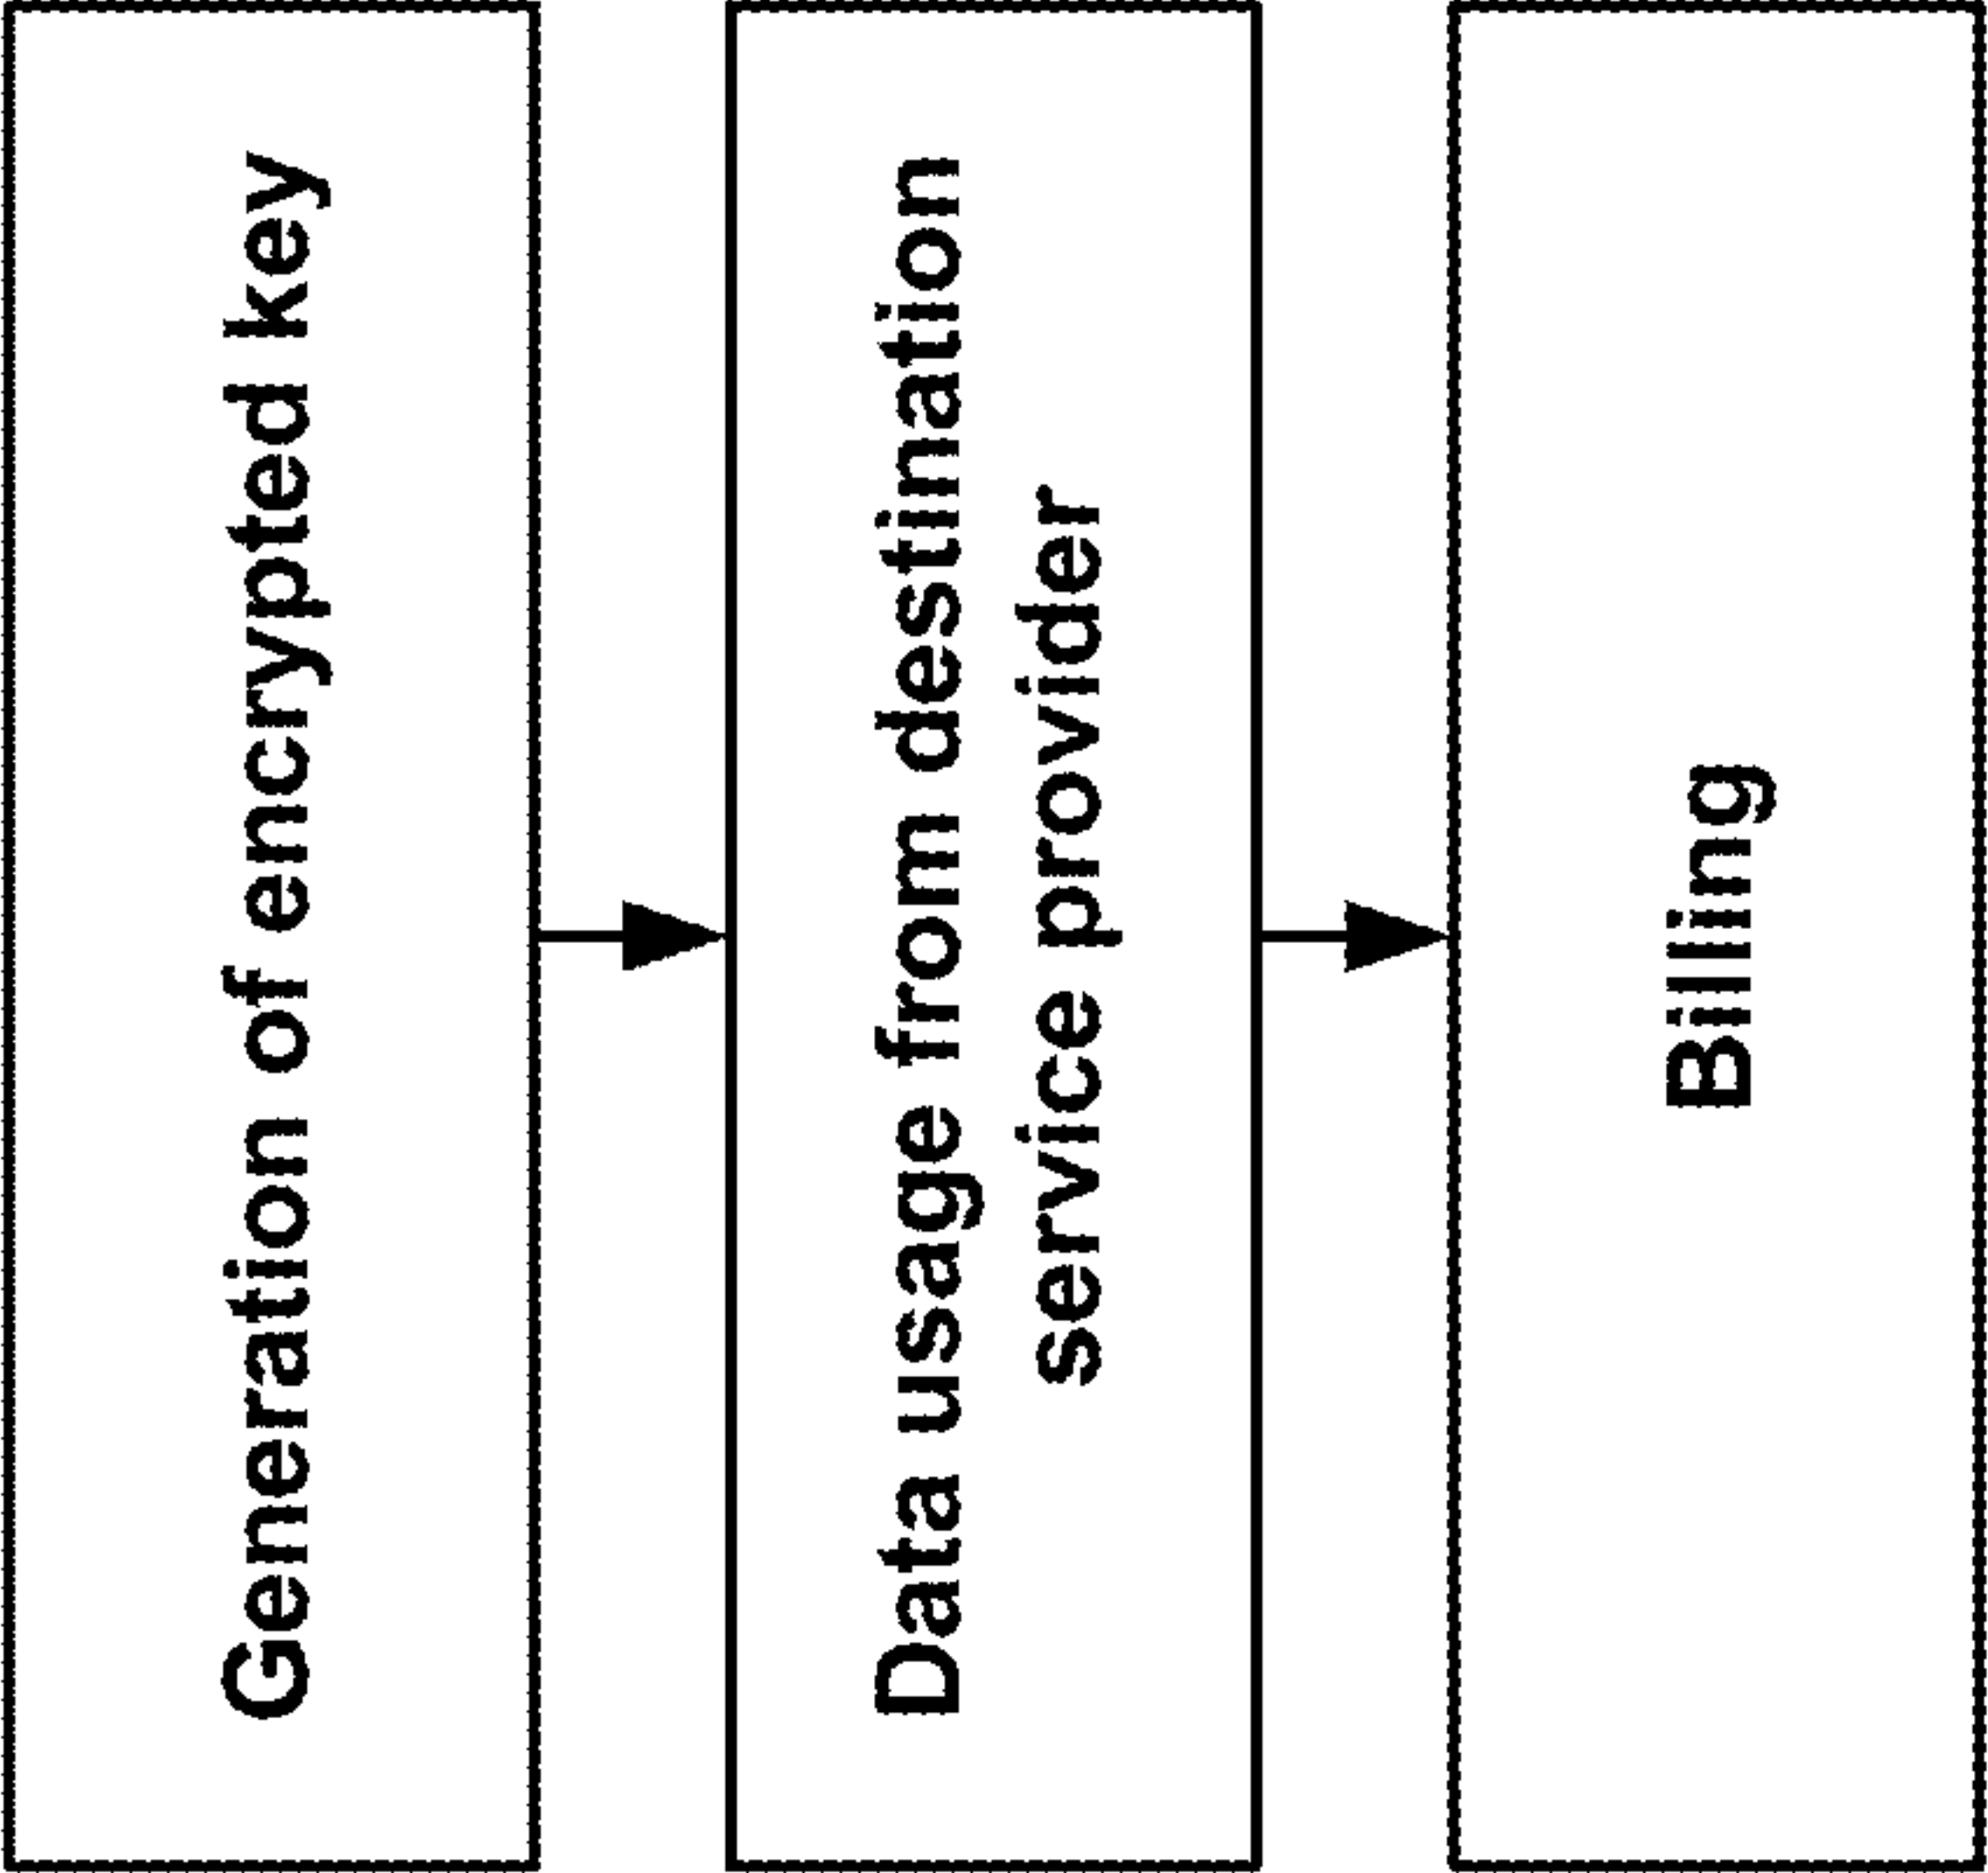 Generation of encrypted key
Data usage from destination
service provider
Billing